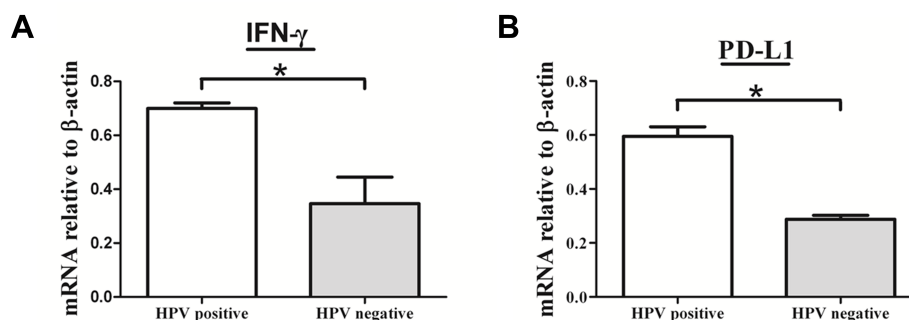 A
IFN-γ
*
mRNA relative to β-actin
0.8
0.6
0.4
0.2
0.0
HPV positive
HPV negative
B
PD-L1
*
mRNA relative to β-actin
0.8
0.6
0.4
0.2
0.0
HPV positive
HPV negative